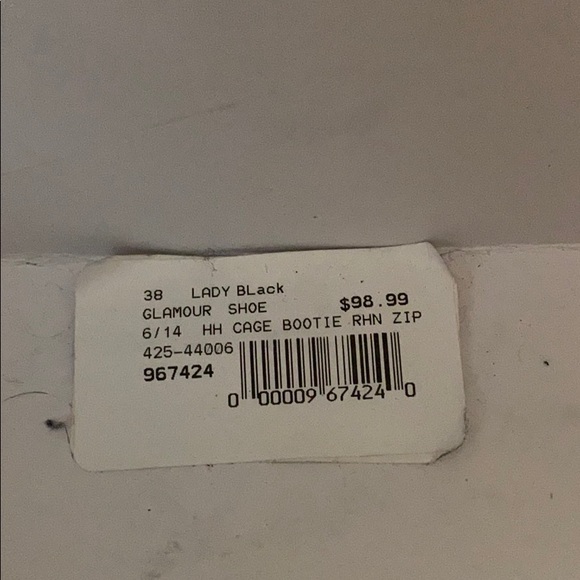 38 LADY BLack
GLAMOUR SHOE $98.99
6/14 HH CAGE BOOTIE RHN ZIP
425-44006
967424
0 00009 67424 0